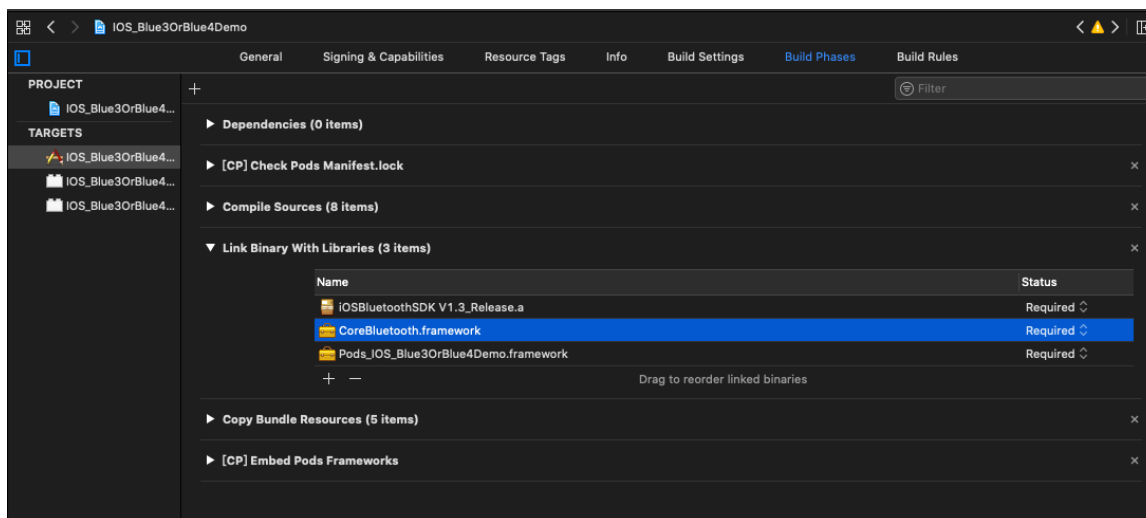 IOS_Blue3OrBlue4Demo
General Signing & Capabilities Resource Tags Info Build Settings Build Phases Build Rules
PROJECT
IOS_Blue3OrBlue4...
TARGETS
IOS_Blue3OrBlue4...
IOS_Blue3OrBlue4...
IOS_Blue3OrBlue4...
Filter
Dependencies (0 items)
[CP] Check Pods Manifest.lock
Compile Sources (8 items)
Link Binary With Libraries (3 items)
Name Status
iOSBluetoothSDK V1.3_Release.a Required
CoreBluetooth.framework Required
Pods_IOS_Blue3OrBlue4Demo.framework Required
Drag to reorder linked binaries
Copy Bundle Resources (5 items)
[CP] Embed Pods Frameworks